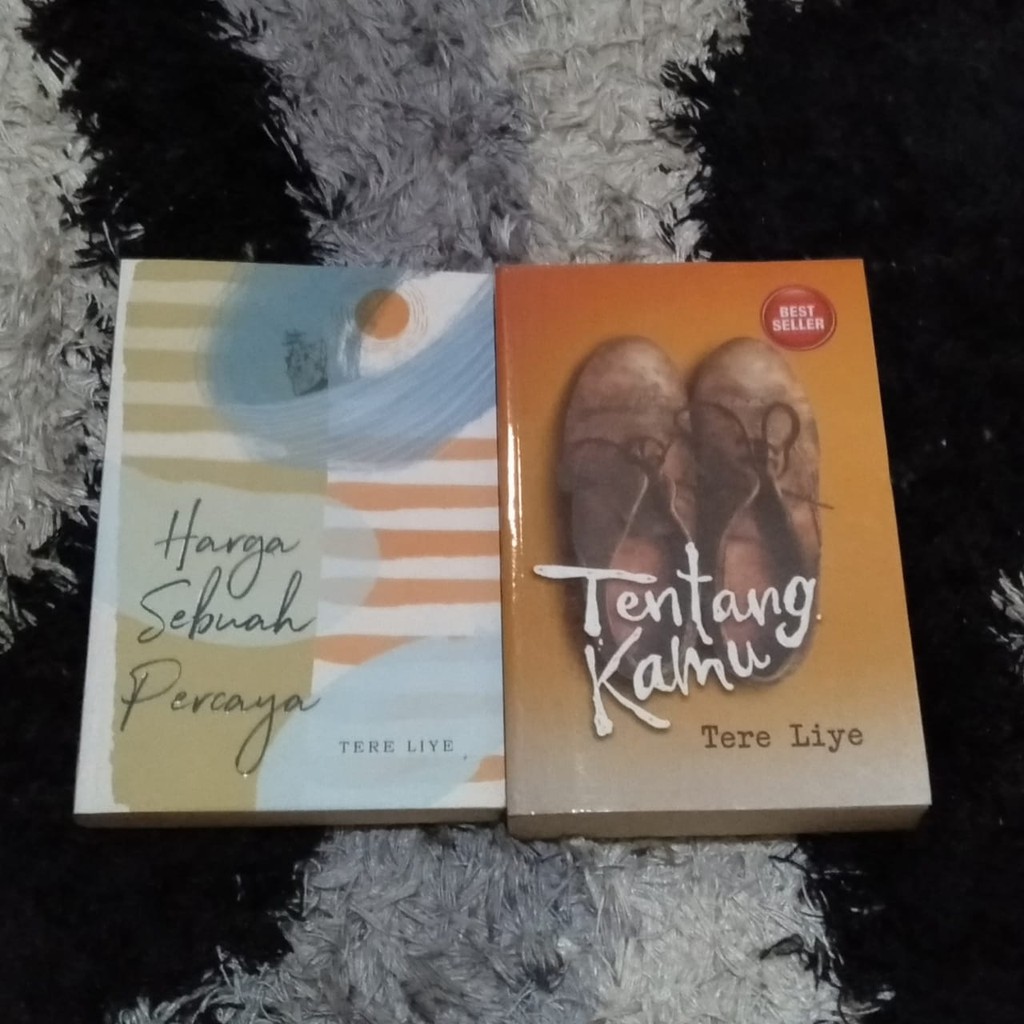 Harga
Sebuah
Percaya
TERE LIYE
BEST
SELLER
Tentang
Kamu
Tere Liye